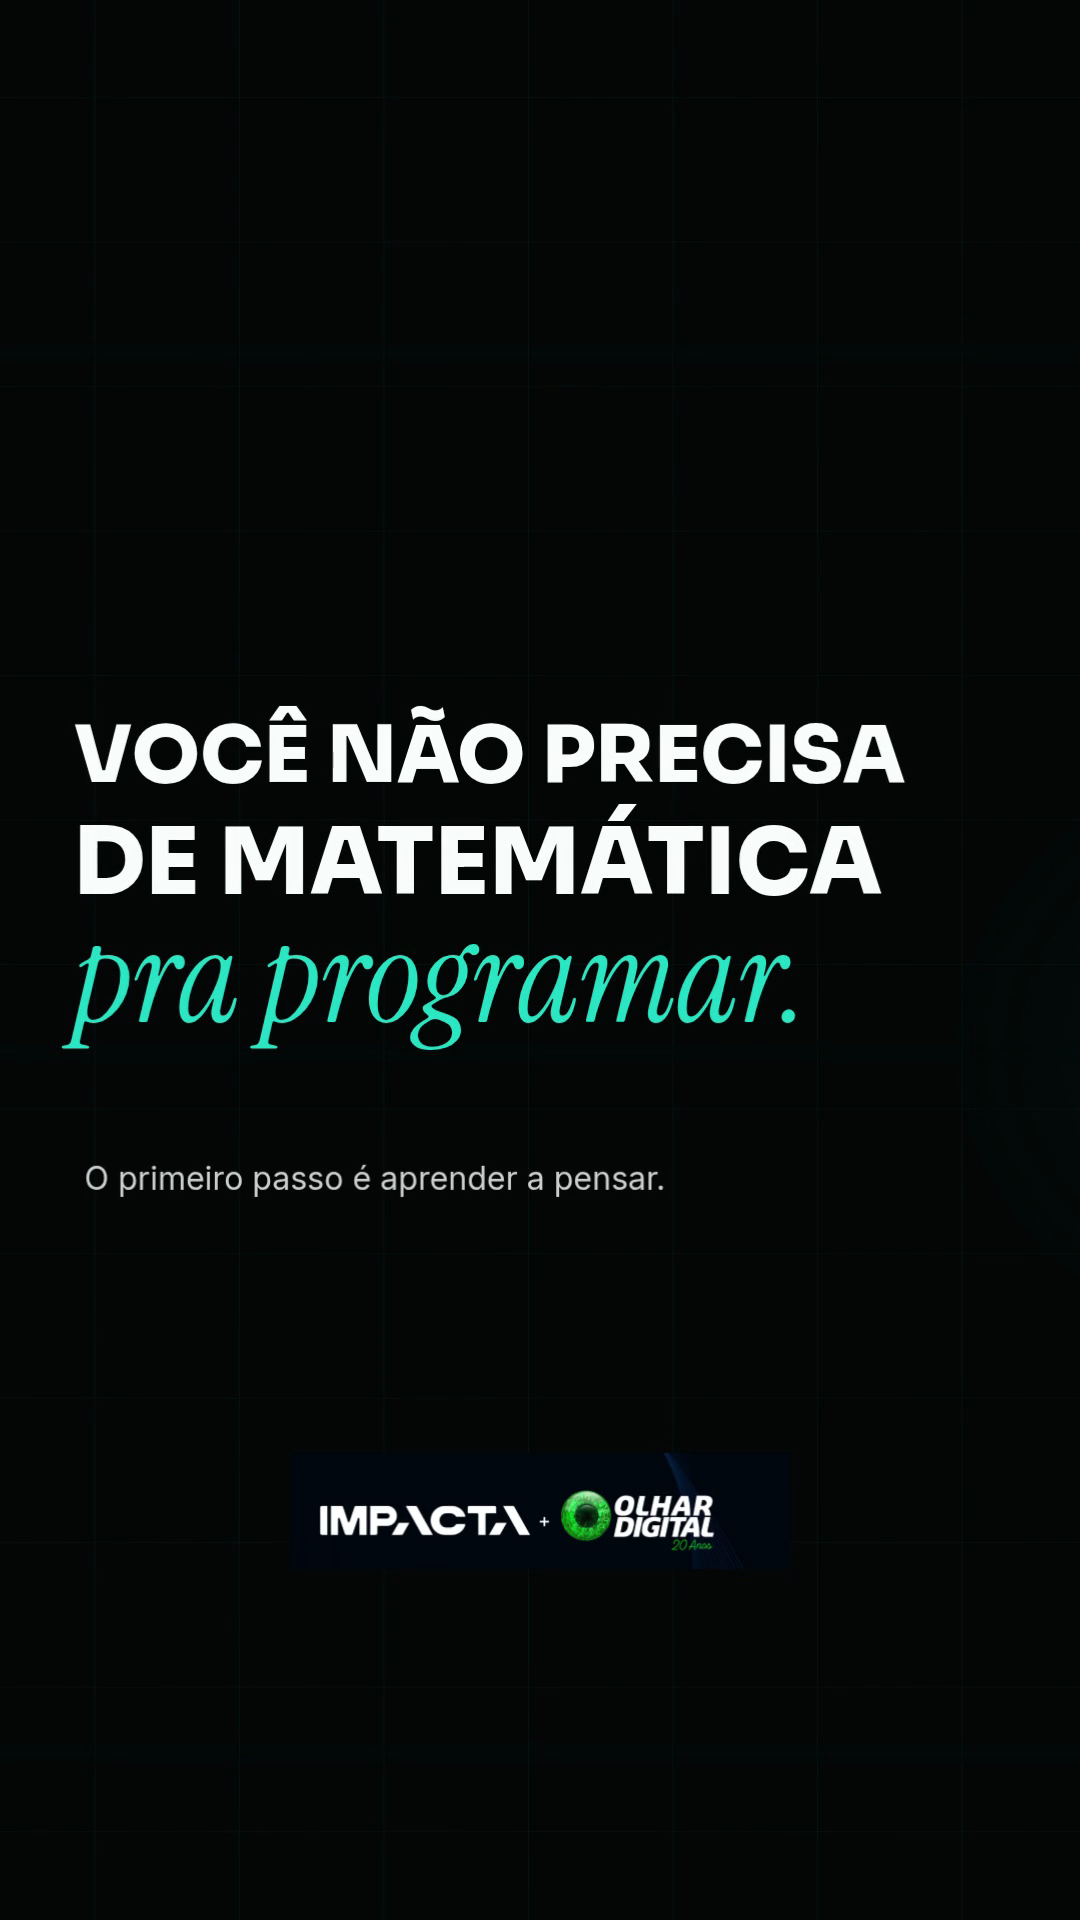 VOCÊ NÃO PRECISA
DE MATEMÁTICA
pra programar.
O primeiro passo é aprender a pensar.
IMPACTA + OLHAR
DIGITAL
20 Anos